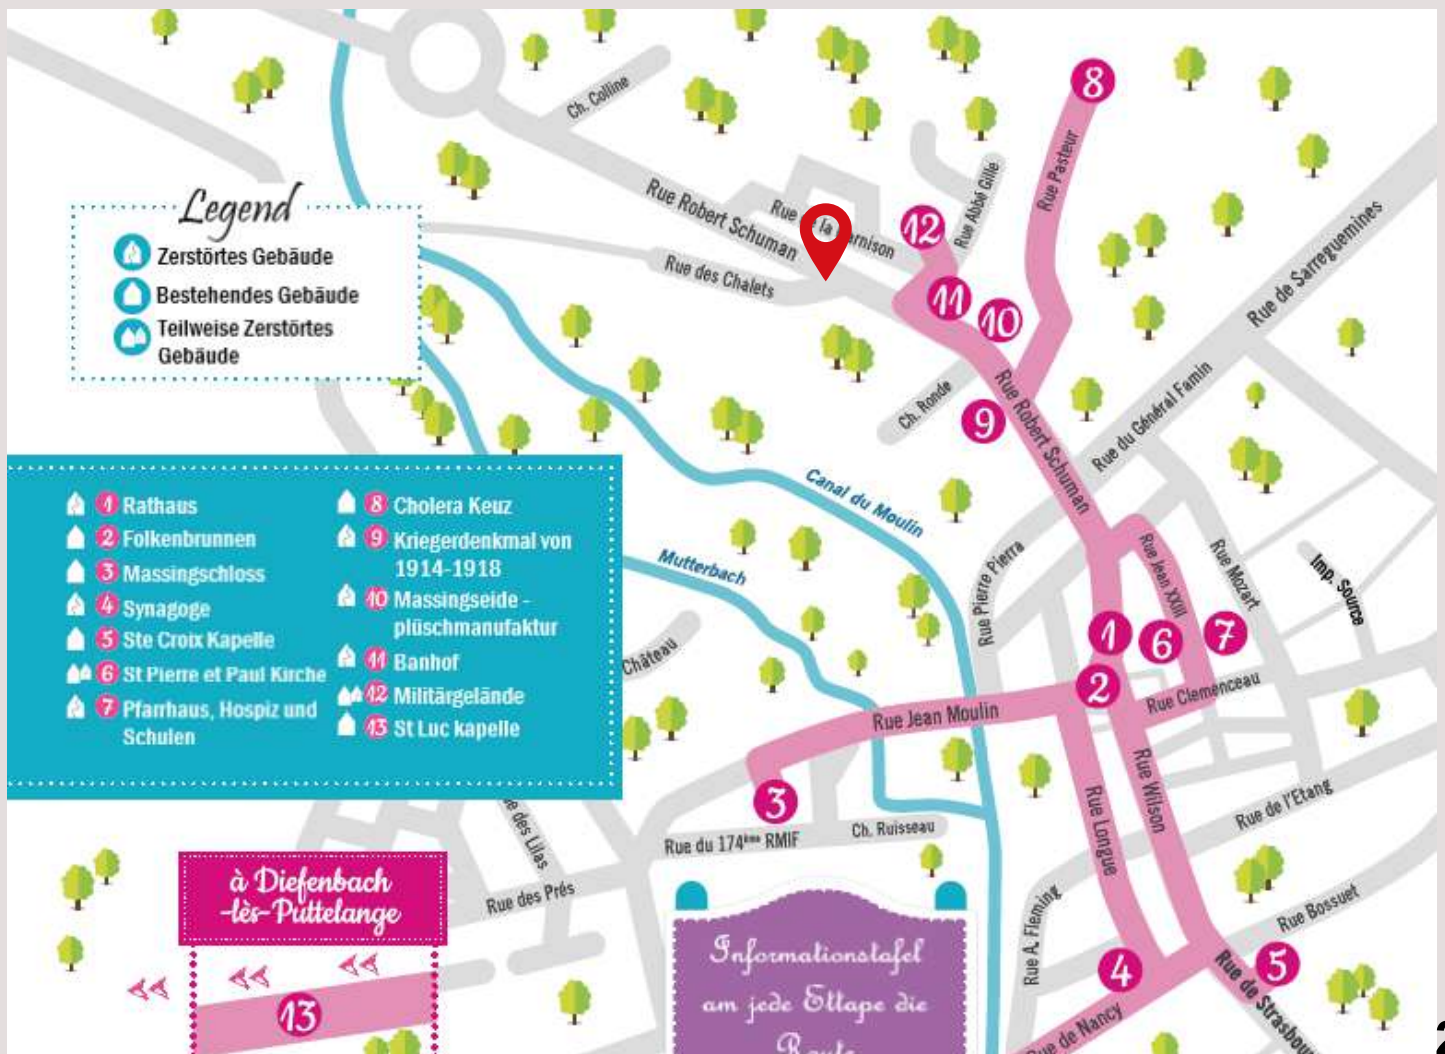 Ch. Colline
8
Rue Pasteur
Rue Robert Schuman
Rue la
12
Rue Abbé Gille
Rue des Chalets
Rue de Sarreguemines
11
10
Legend
Zerstörtes Gebäude
Bestehendes Gebäude
Teilweise Zerstörtes
Gebäude
Ch. Ronde
9
Rue Robert Schuman
Rue du Général Famin
Canal du Moulin
Mutterbach
Rue Pierre Pierra
Rue Jean XXIII
Rue Mozart
Imp. Source
1 Rathaus
2 Folkenbrunnen
3 Massingschloss
4 Synagoge
5 Ste Croix Kapelle
6 St Pierre et Paul Kirche
7 Pfarrhaus, Hospiz und
Schulen
8 Cholera Keuz
9 Kriegerdenkmal von
1914-1918
10 Massingseide -
plüschmanufaktur
11 Banhof
12 Militärgelände
13 St Luc kapelle
Château
1
6
7
2
Rue Clemenceau
Rue Jean Moulin
3
Rue Longue
Rue Wilson
Rue de l'Etang
Rue du 174ème RMIF
Ch. Ruisseau
des Lilas
Rue des Prés
Rue A. Fleming
Rue Bossuet
4
5
Rue de Nancy
Rue de Strasbou
à Diefenbach
-lès-Puttelange
13
Informationstafel
am jede Ettape die
Route